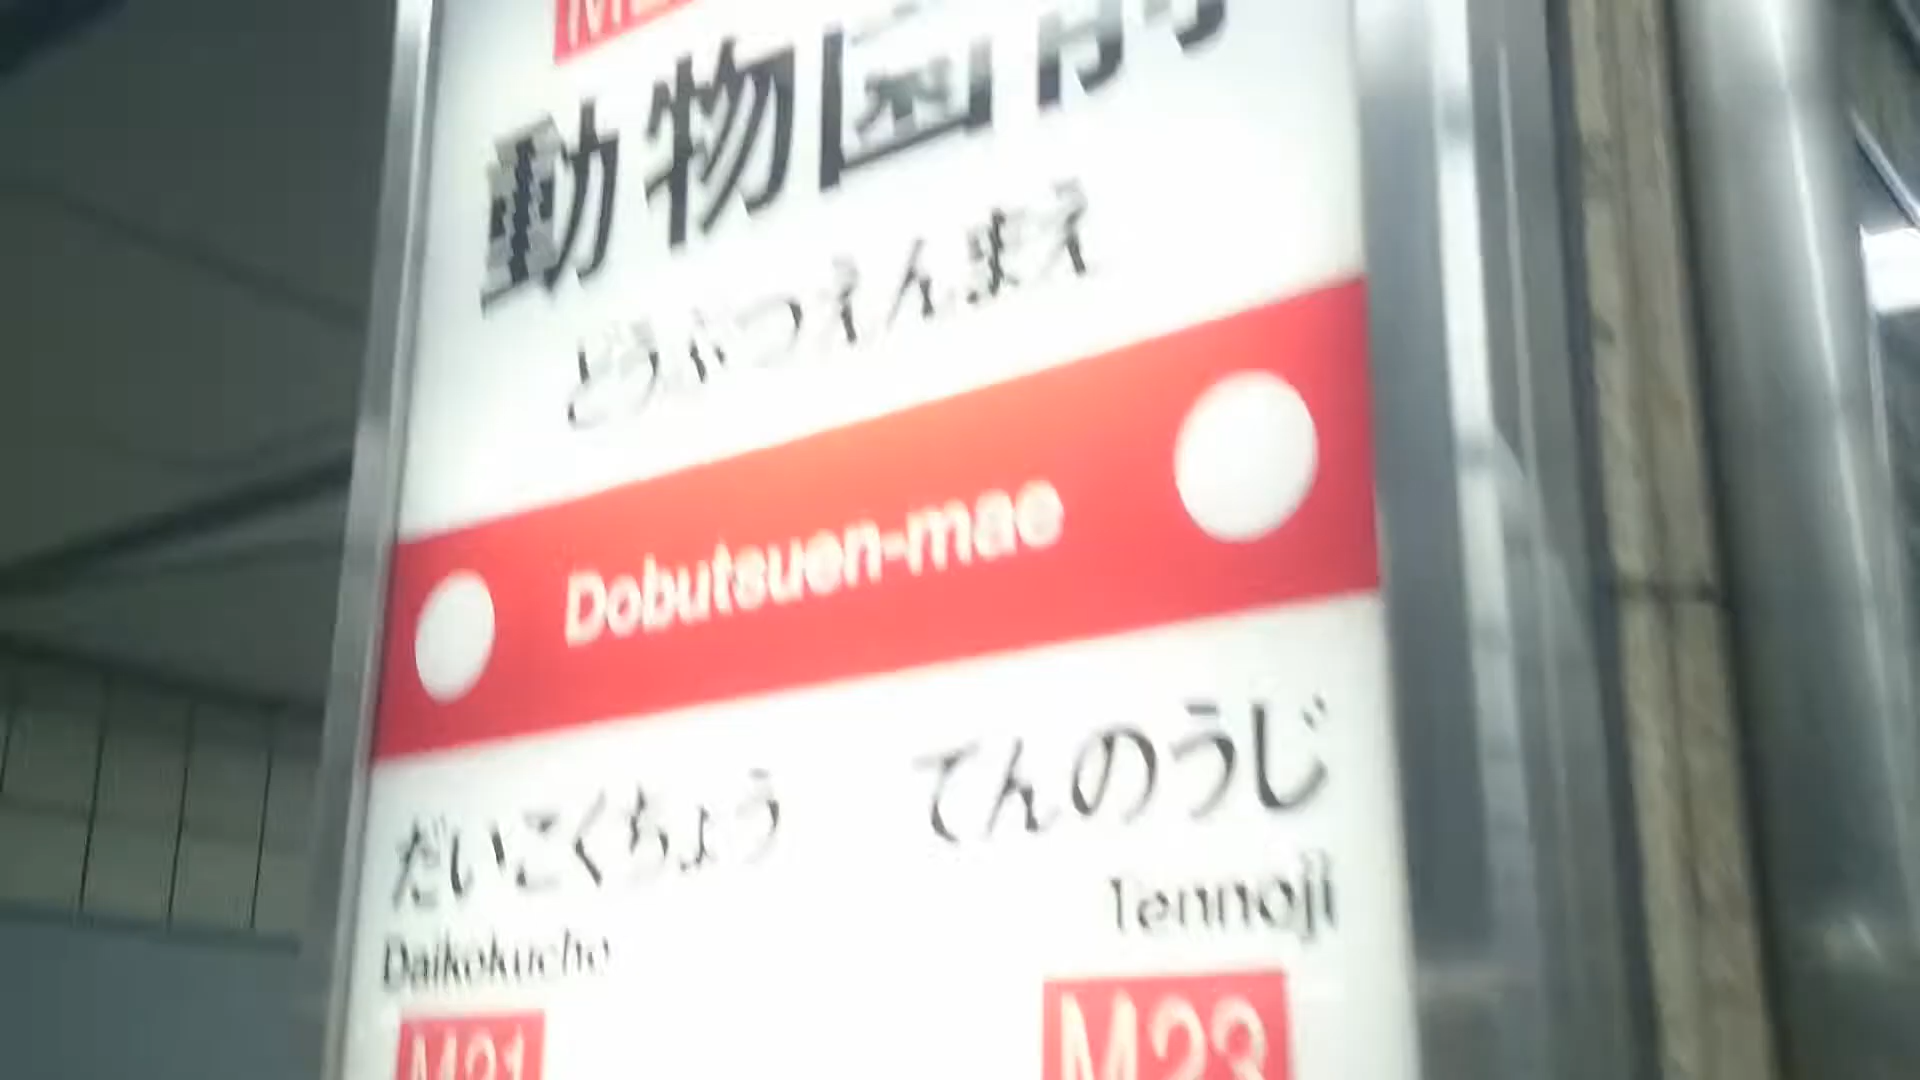 動物園前
どうぶつえんまえ
Dobutsuen-mae
だいこくちょう てんのうじ
Daikokucho Tennoji
M21 M23